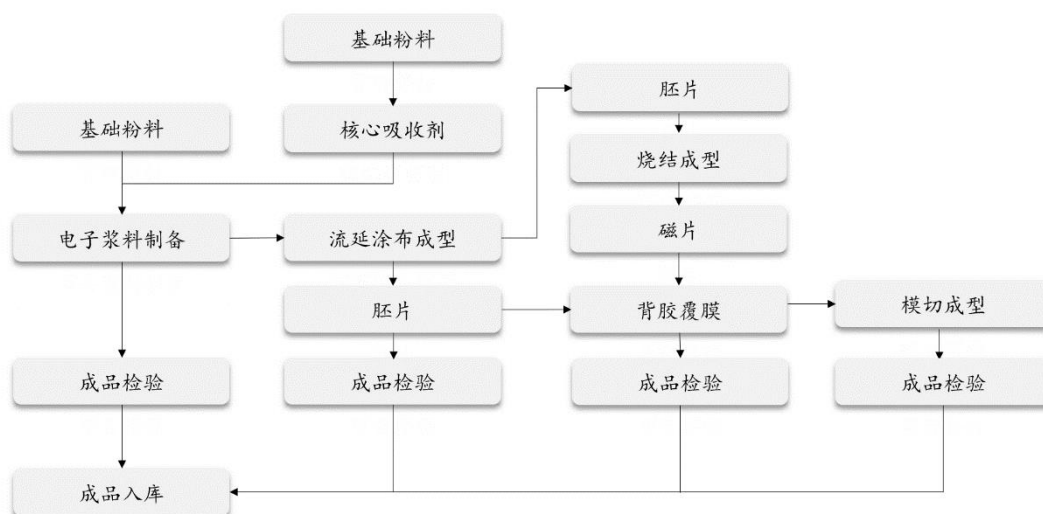 基础粉料
胚片
基础粉料
核心吸收剂
烧结成型
电子浆料制备
流延涂布成型
磁片
胚片
背胶覆膜
模切成型
成品检验
成品检验
成品检验
成品检验
成品入库